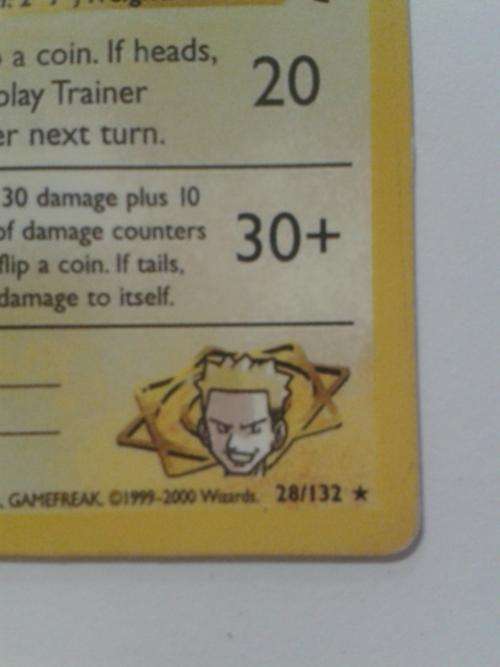 a coin. If heads,
play Trainer
er next turn.
20
30 damage plus 10
of damage counters
flip a coin. If tails,
damage to itself.
30+
GAMEFREAK. ©1999-2000 Wizards. 28/132 ★